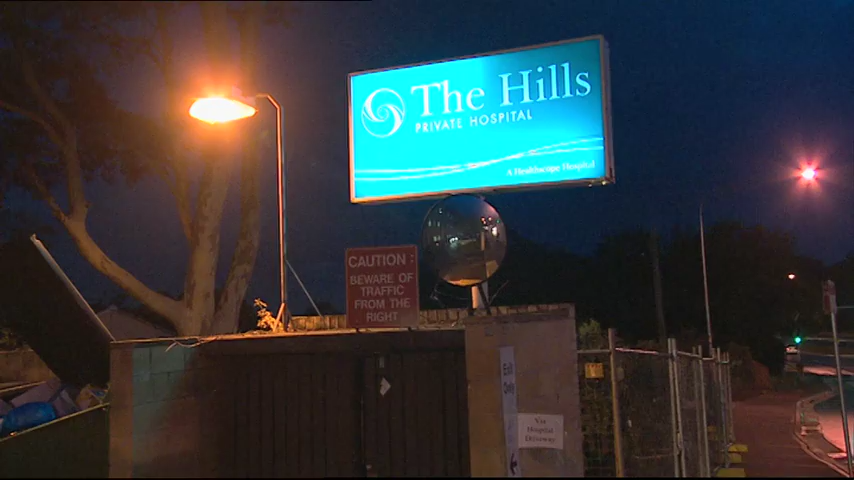 The Hills
PRIVATE HOSPITAL
A Healthscope Hospital
CAUTION :
BEWARE OF
TRAFFIC
FROM THE
RIGHT
Exit
Only
Via
Hospital
Driveway